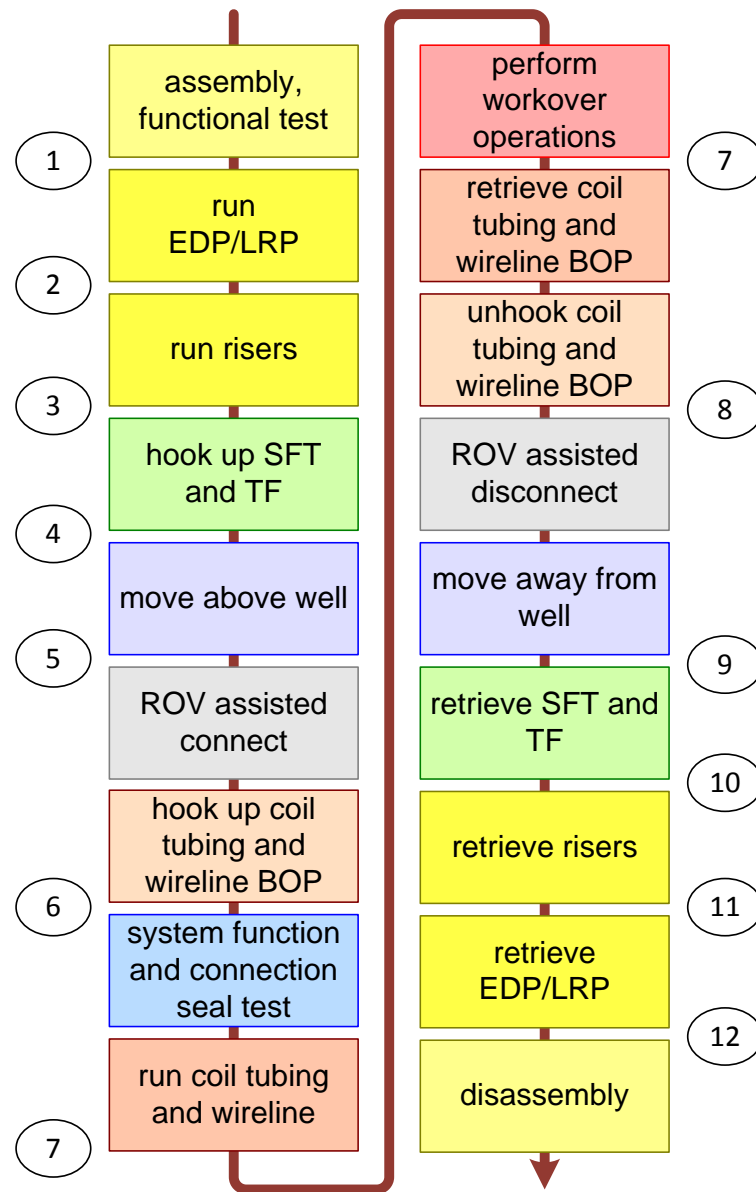 assembly,
functional test
1
run
EDP/LRP
2
run risers
3
hook up SFT
and TF
4
move above well
5
ROV assisted
connect
hook up coil
tubing and
wireline BOP
6
system function
and connection
seal test
run coil tubing
and wireline
7
perform
workover
operations
7
retrieve coil
tubing and
wireline BOP
unhook coil
tubing and
wireline BOP
8
ROV assisted
disconnect
move away from
well
9
retrieve SFT and
TF
10
retrieve risers
11
retrieve
EDP/LRP
12
disassembly